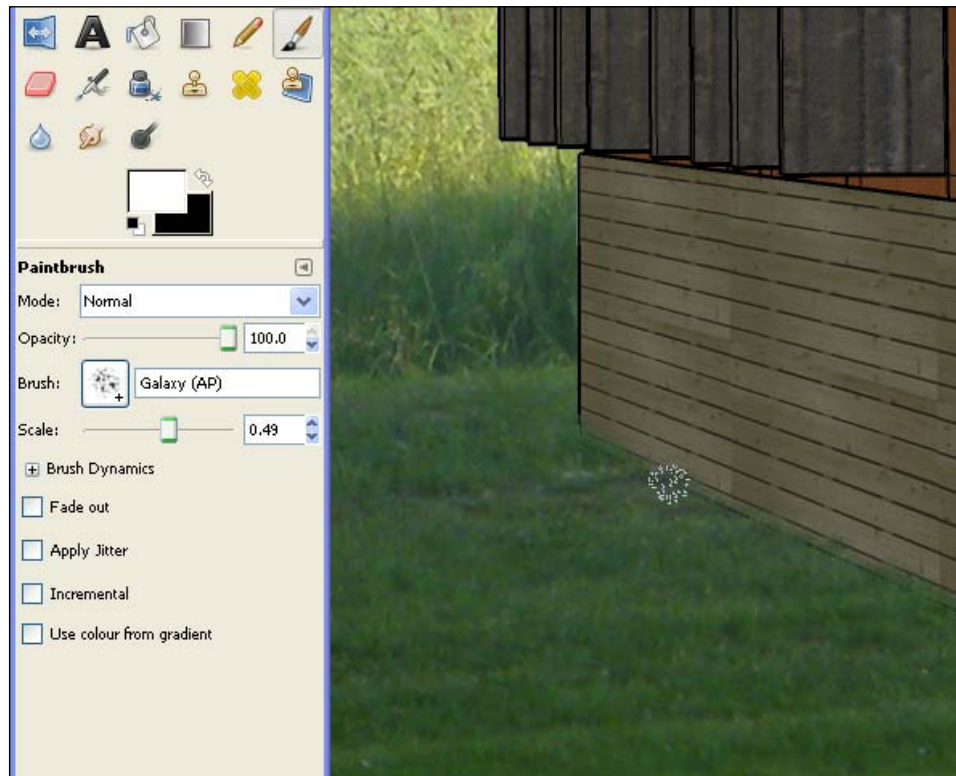 Paintbrush
Mode: Normal
Opacity: 100.0
Brush: Galaxy (AP)
Scale: 0.49
Brush Dynamics
Fade out
Apply Jitter
Incremental
Use colour from gradient